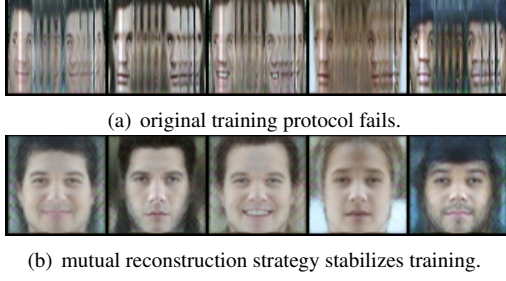 (a) original training protocol fails.
(b) mutual reconstruction strategy stabilizes training.